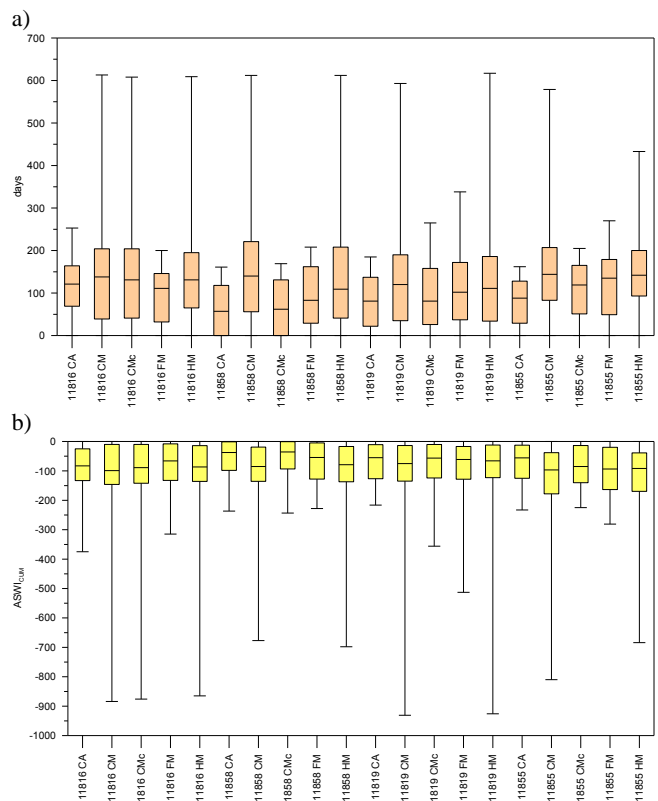 a)
700
600
500
400
300
200
100
0
days
11816 CA
11816 CM
11816 CMc
11816 FM
11816 HM
11858 CA
11858 CM
11858 CMc
11858 FM
11858 HM
11819 CA
11819 CM
11819 CMc
11819 FM
11819 HM
11855 CA
11855 CM
11855 CMc
11855 FM
11855 HM
b)
0
-100
-200
-300
-400
-500
-600
-700
-800
-900
-1000
ASWI CUM
11816 CA
11816 CM
1816 CMc
11816 FM
11816 HM
11858 CA
11858 CM
11858 CMc
11858 FM
11858 HM
11819 CA
11819 CM
11819 CMc
11819 FM
11819 HM
11855 CA
11855 CM
11855 CMc
11855 FM
11855 HM